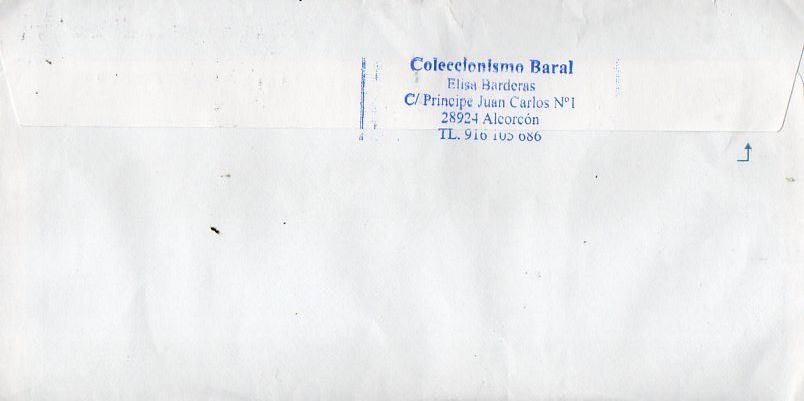 Coleccionismo Baral
Elisa Barderas
C/ Principe Juan Carlos Nº1
28924 Alcorcón
TL. 916 105 686